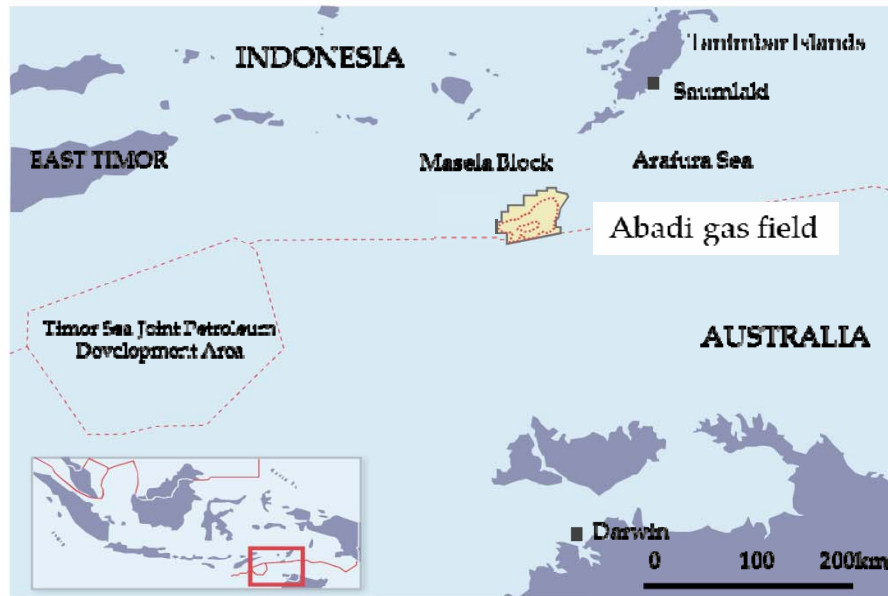 INDONESIA
Tanimbar Islands
Saumlaki
EAST TIMOR
Masela Block
Arafura Sea
Abadi gas field
Timor Sea Joint Petroleum
Development Area
AUSTRALIA
Darwin
0 100 200km